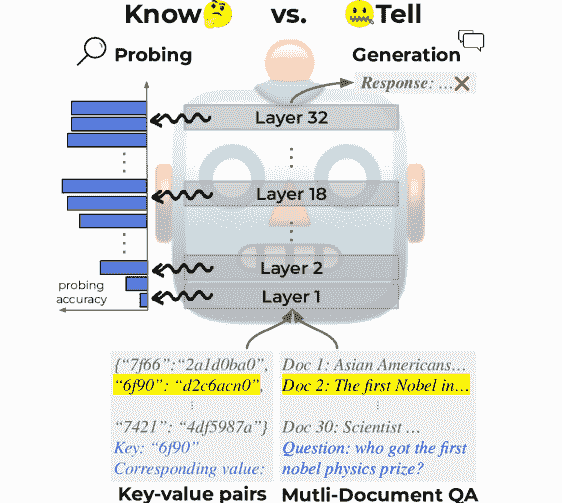 Know vs. Tell
Probing
Generation
Response: ...
Layer 32
Layer 18
Layer 2
Layer 1
probing
accuracy
{“7f66”:“2a1d0ba0”,
“6f90”: “d2c6acn0”,
“7421”: “4df5987a”}
Key: “6f90”
Corresponding value:
Key-value pairs
Doc 1: Asian Americans…
Doc 2: The first Nobel in…
Doc 30: Scientist …
Question: who got the first
nobel physics prize?
Mutli-Document QA